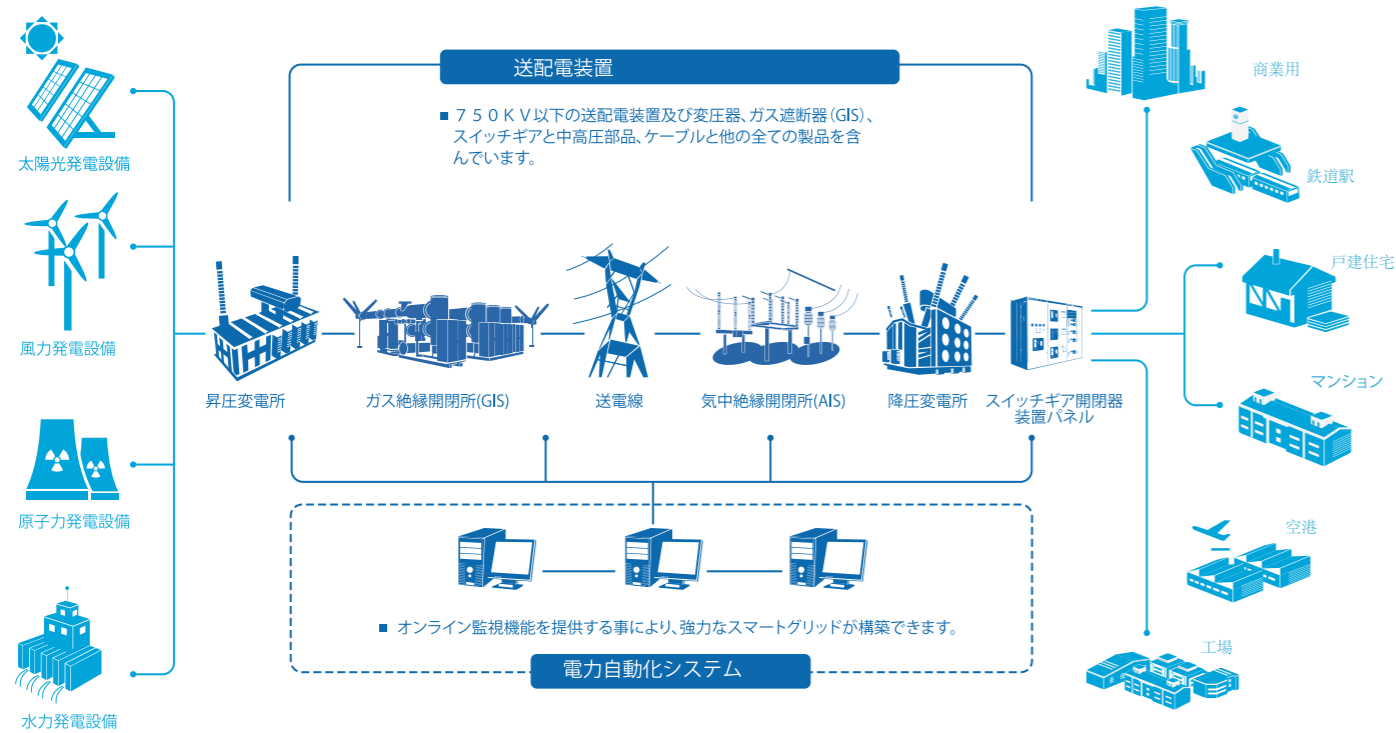 送配電装置
■ ７５０ＫＶ以下の送配電装置及び変圧器、ガス遮断器(GIS)、
スイッチギアと中高圧部品、ケーブルと他の全ての製品を含
んでいます。
太陽光発電設備
風力発電設備
原子力発電設備
水力発電設備
昇圧変電所
ガス絶縁開閉所(GIS)
送電線
気中絶縁開閉所(AIS)
降圧変電所
スイッチギア開閉器
装置パネル
商業用
鉄道駅
戸建住宅
マンション
空港
工場
■ オンライン監視機能を提供する事により、強力なスマートグリッドが構築できます。
電力自動化システム